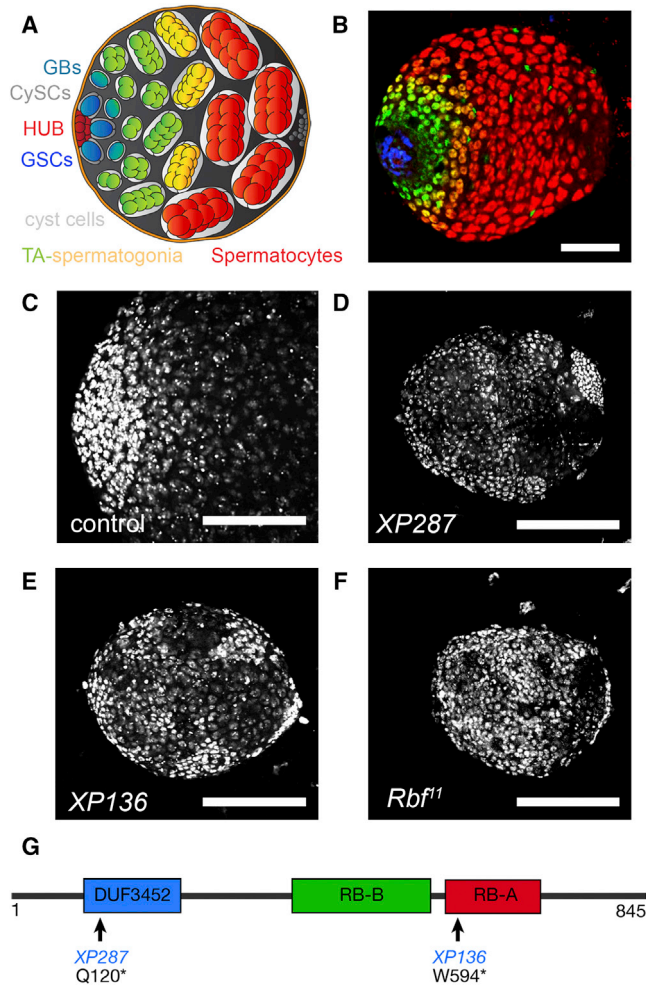 A
GBs
CySCs
HUB
GSCs
cyst cells
TA-spermatogonia
Spermatocytes
B
C
control
D
XP287
E
XP136
F
Rbf¹¹
G
DUF3452
RB-B
RB-A
1
845
XP287
Q120*
XP136
W594*